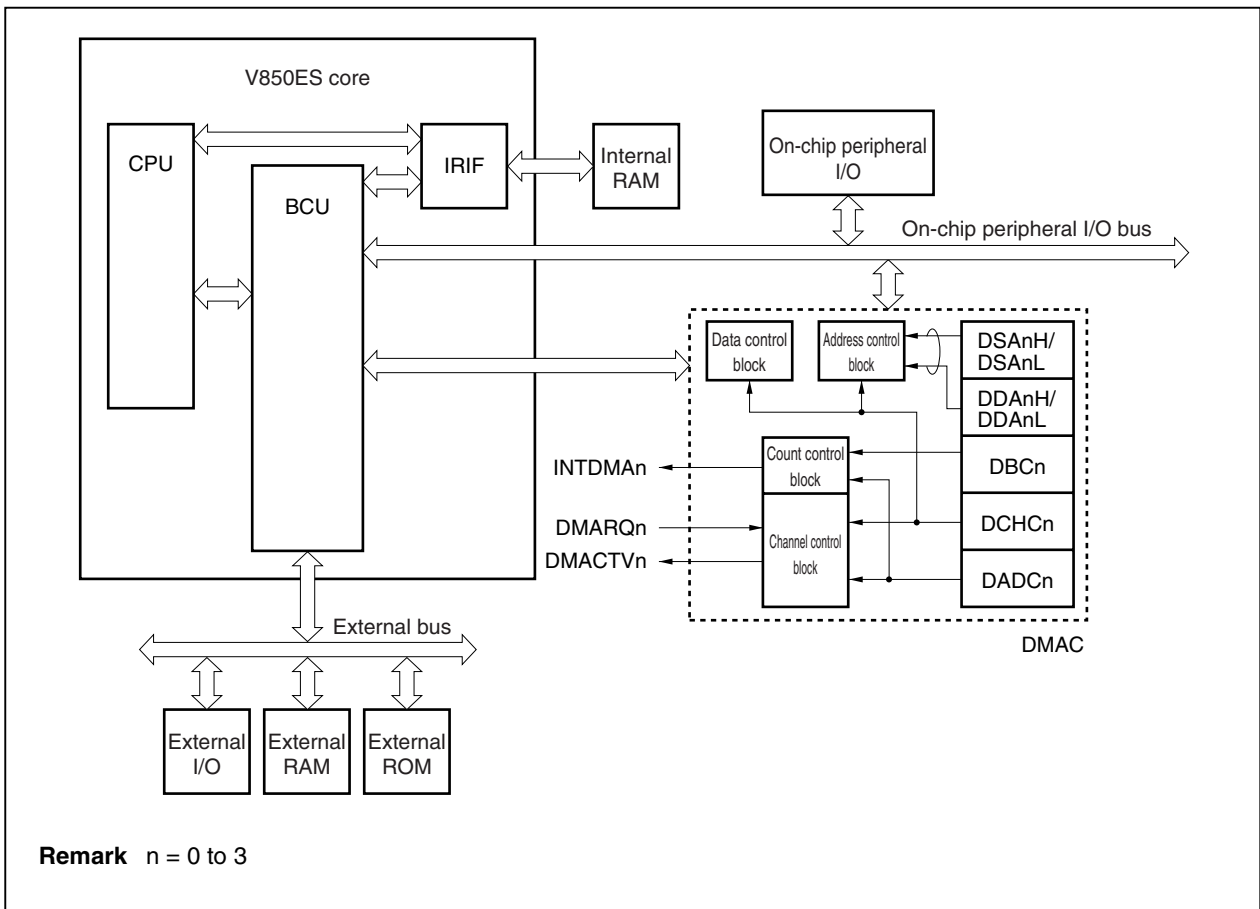 V850ES core
CPU
IRIF
Internal
RAM
On-chip peripheral
I/O
BCU
On-chip peripheral I/O bus
Data control
block
Address control
block
DSAnH/
DSAnL
DDAnH/
DDAnL
INTDMAn
Count control
block
DBCn
DMARQn
DMACTVn
Channel control
block
DCHCn
DADCn
DMAC
External bus
External
I/O
External
RAM
External
ROM
Remark n = 0 to 3